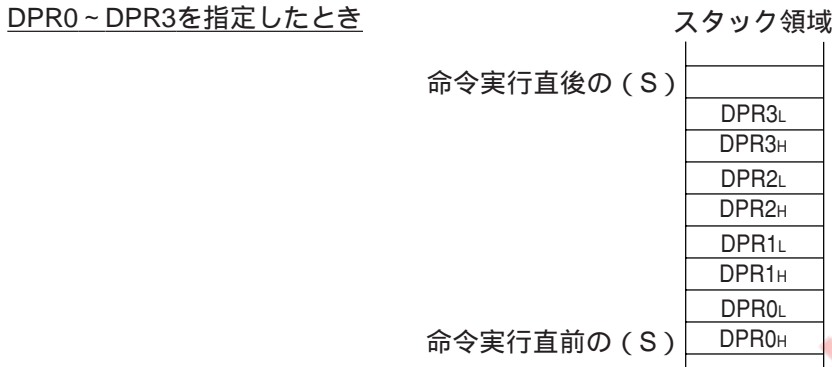 DPR0~DPR3を指定したとき
スタック領域
命令実行直後の(S)
DPR3L
DPR3H
DPR2L
DPR2H
DPR1L
DPR1H
DPR0L
命令実行直前の(S) DPR0H